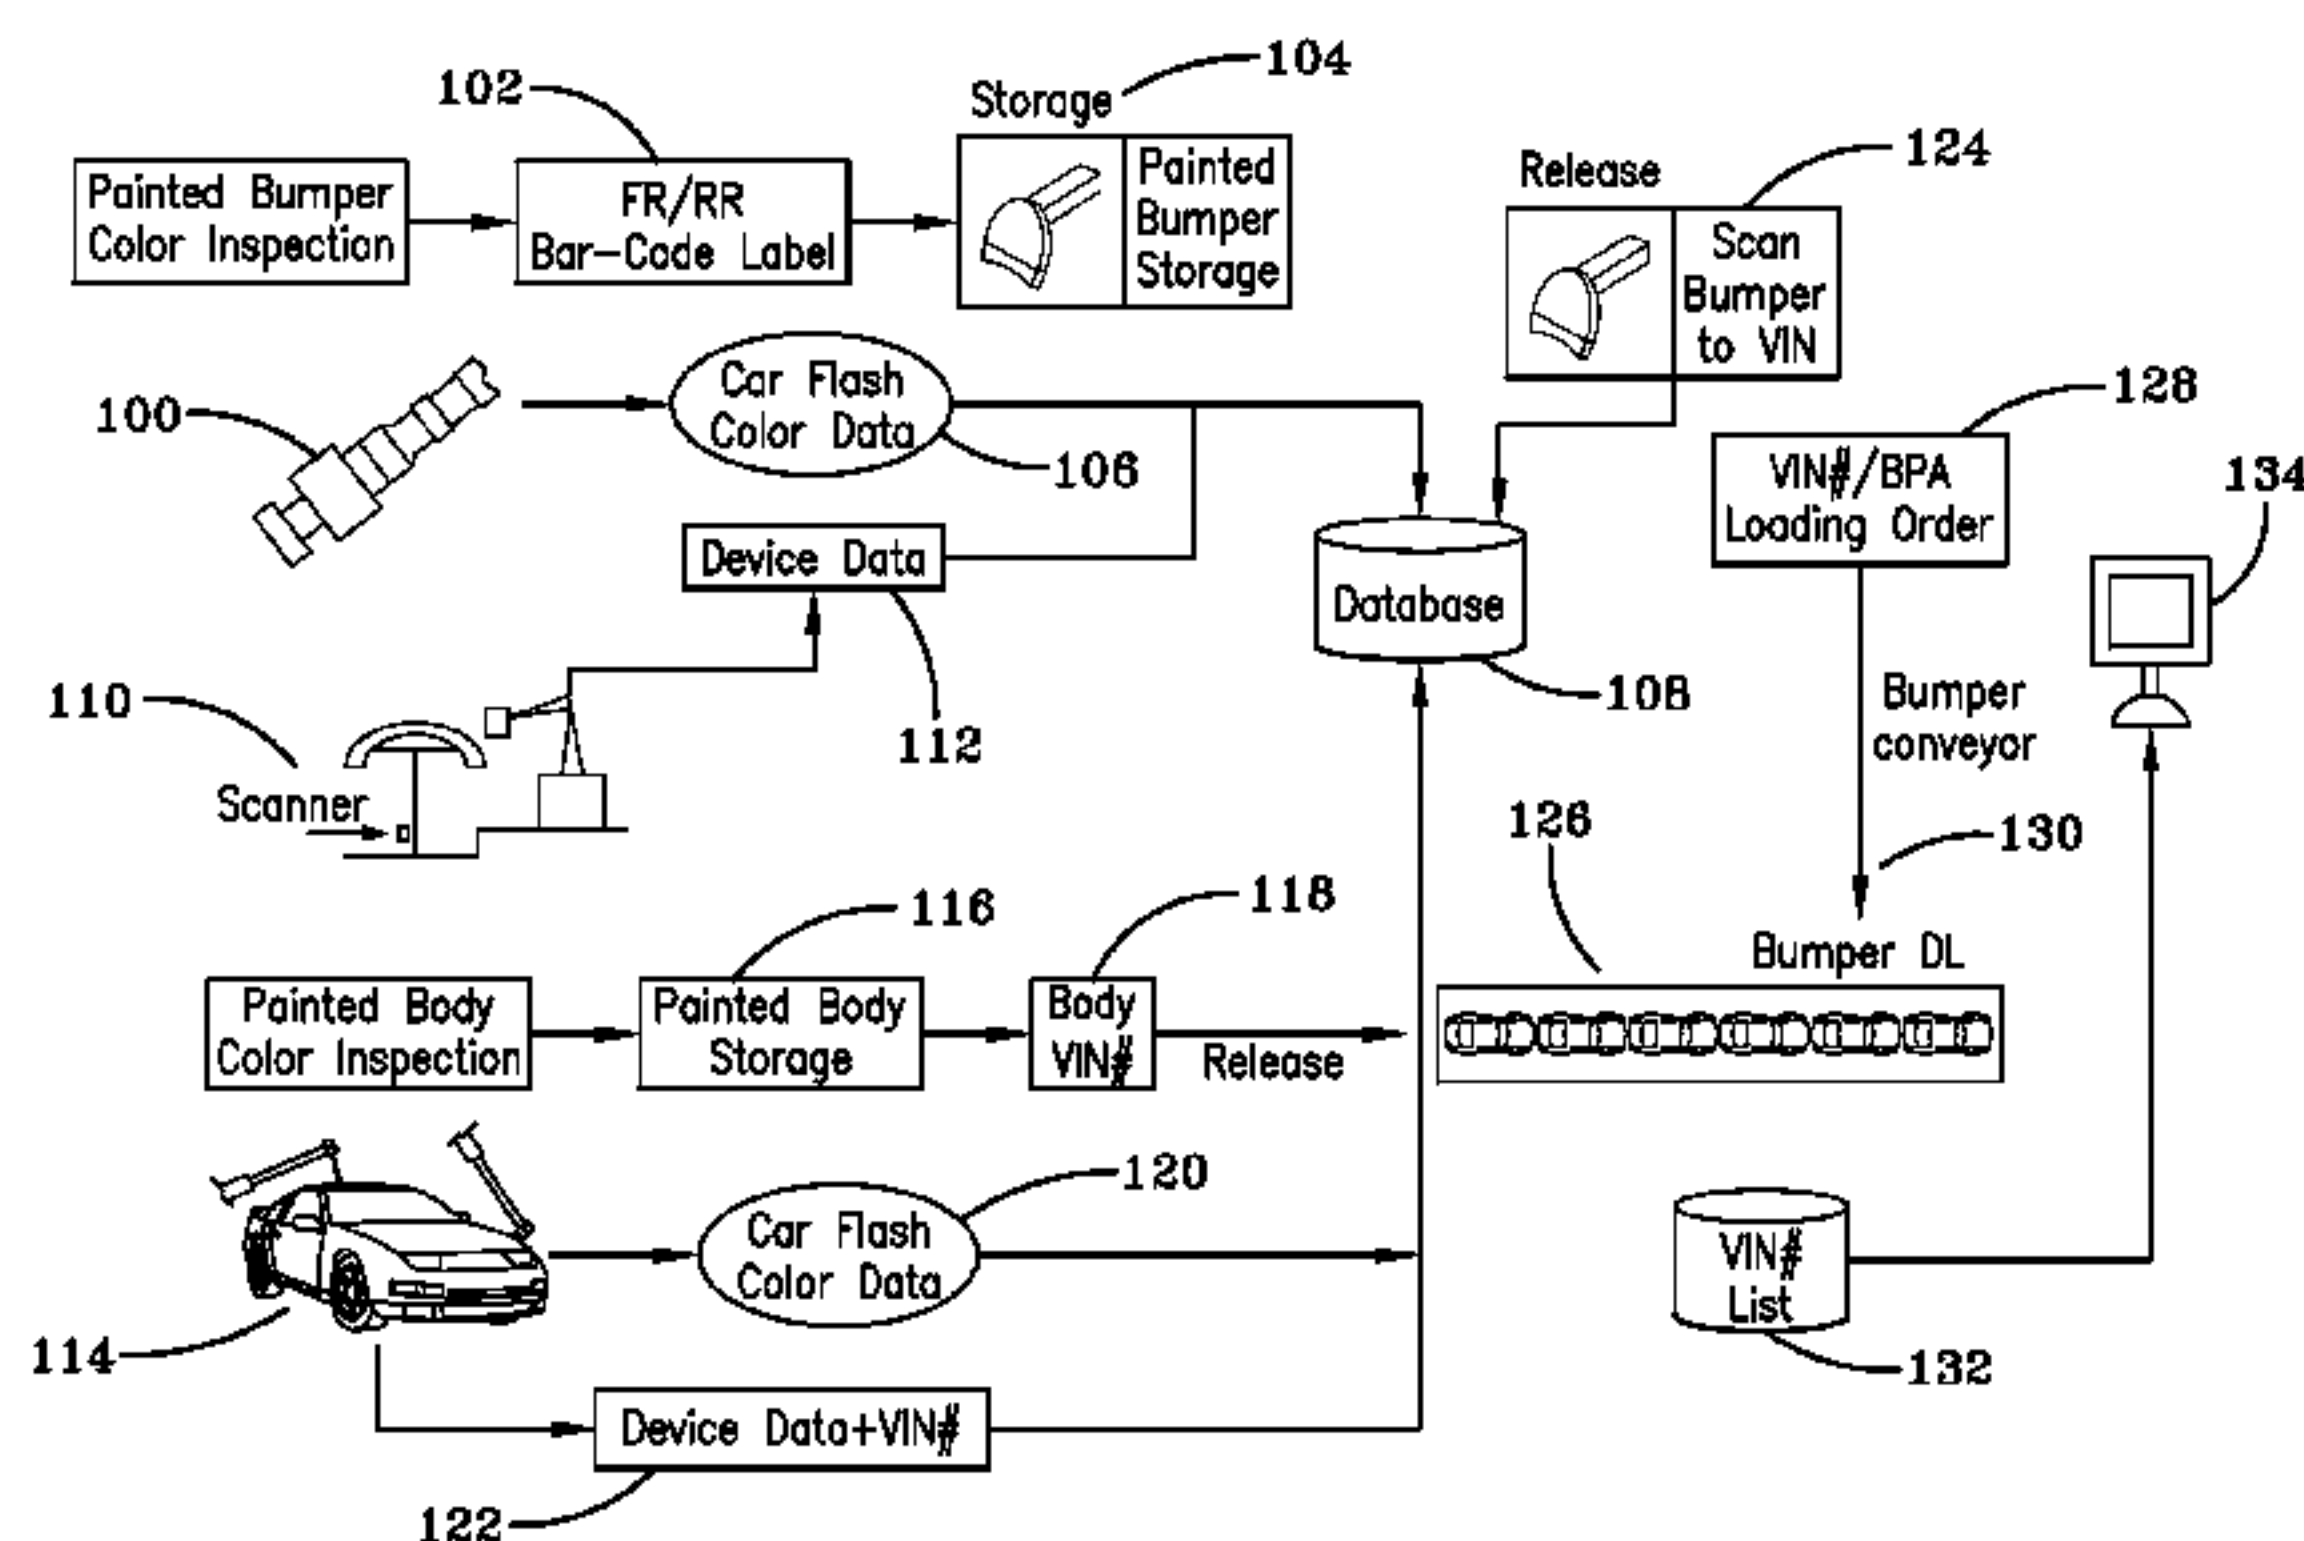 104
102
Storage
124
Release
Painted Bumper
Color Inspection
FR/RR
Bar-Code Label
Painted
Bumper
Storage
Scan
Bumper
to VIN
100
Car Flash
Color Data
106
128
VIN#/BPA
Loading Order
134
Device Data
Database
108
110
112
Scanner
Bumper
conveyor
126
130
116
118
Bumper DL
Painted Body
Color Inspection
Painted Body
Storage
Body
VIN#
Release
120
Car Flash
Color Data
VIN#
List
114
132
Device Data+VIN#
122